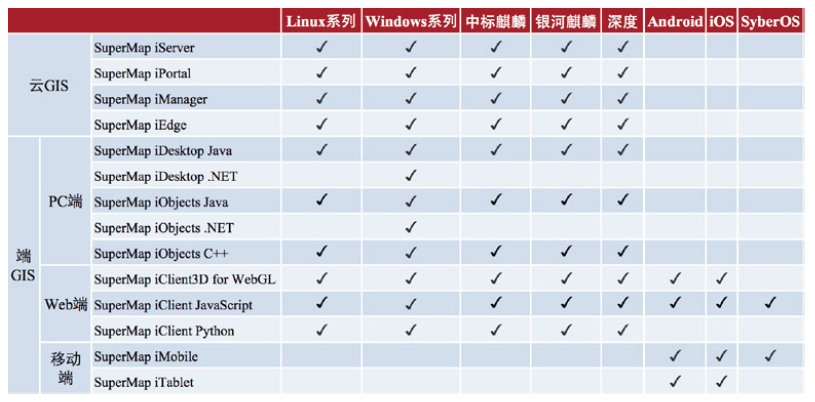 Linux系列 Windows系列 中标麒麟 银河麒麟 深度 Android iOS SyberOS
云GIS
SuperMap iServer ✓ ✓ ✓ ✓ ✓
SuperMap iPortal ✓ ✓ ✓ ✓ ✓
SuperMap iManager ✓ ✓ ✓ ✓ ✓
SuperMap iEdge ✓ ✓ ✓ ✓ ✓
端
GIS
PC端
SuperMap iDesktop Java ✓ ✓ ✓ ✓ ✓
SuperMap iDesktop .NET ✓
SuperMap iObjects Java ✓ ✓ ✓ ✓ ✓
SuperMap iObjects .NET ✓
SuperMap iObjects C++ ✓ ✓ ✓ ✓ ✓
Web端
SuperMap iClient3D for WebGL ✓ ✓ ✓ ✓ ✓ ✓ ✓
SuperMap iClient JavaScript ✓ ✓ ✓ ✓ ✓ ✓ ✓ ✓
SuperMap iClient Python ✓ ✓ ✓ ✓ ✓
移动
端
SuperMap iMobile ✓ ✓ ✓
SuperMap iTablet ✓ ✓